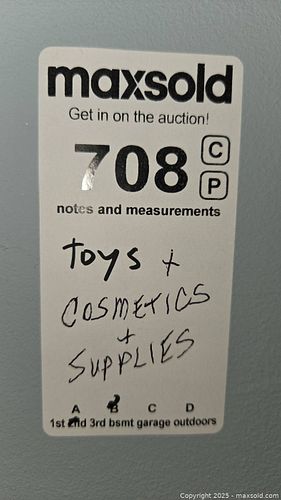 maxsold
Get in on the auction!
708 C
P
notes and measurements
Toys +
COSMETICS
+
SUPPLIES
A B C D
1st 2nd 3rd bsmt garage outdoors
Copyright © 2025 - maxsold.com